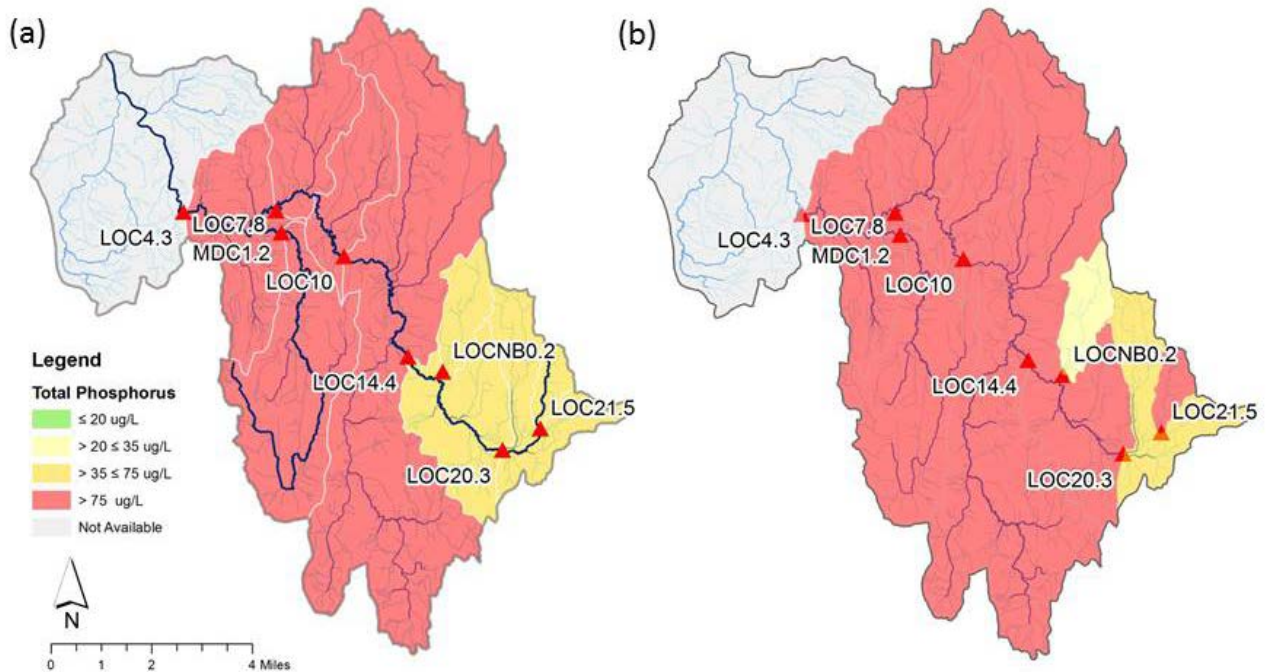 (a)
LOC4.3
LOC7.8
MDC1.2
LOC10
LOC14.4
LOCNB0.2
LOC21.5
LOC20.3
Legend
Total Phosphorus
≤ 20 ug/L
> 20 ≤ 35 ug/L
> 35 ≤ 75 ug/L
> 75 ug/L
Not Available
N
0 1 2 4 Miles
(b)
LOC4.3
LOC7.8
MDC1.2
LOC10
LOC14.4
LOCNB0.2
LOC21.5
LOC20.3